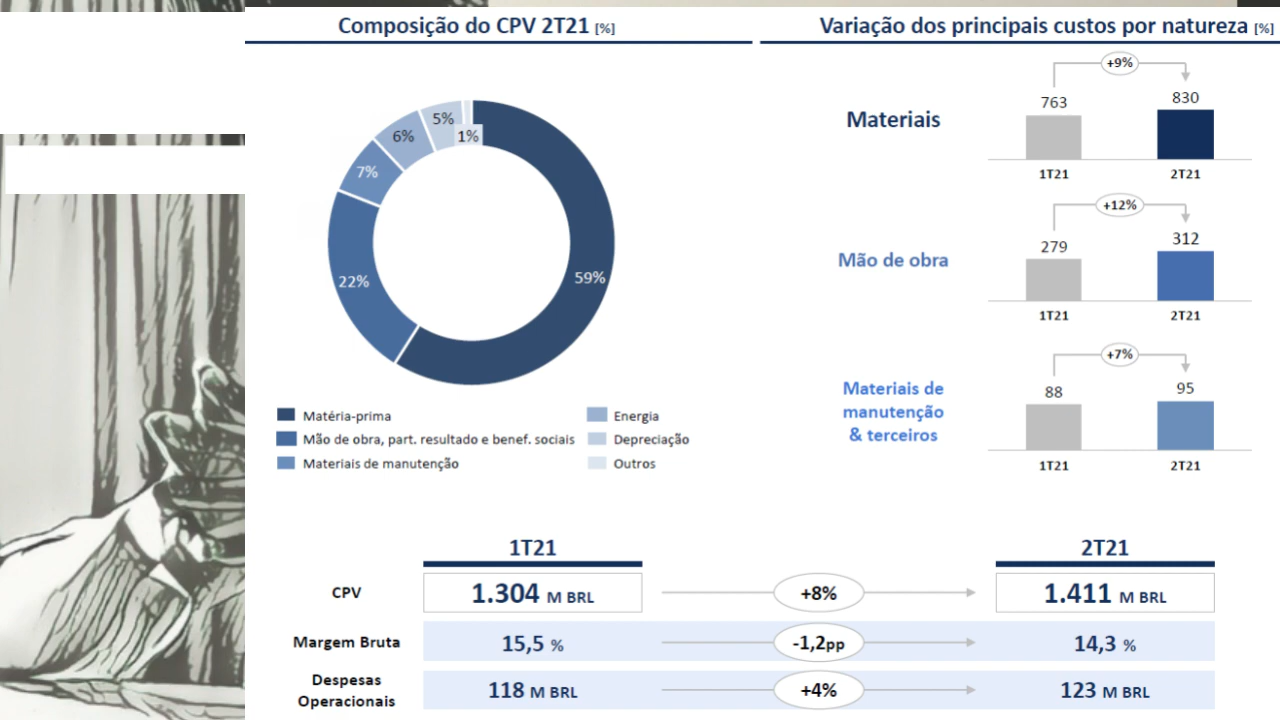 Composição do CPV 2T21 [%]
5%
6%
1%
7%
22%
59%
Matéria-prima
Mão de obra, part. resultado e benef. sociais
Materiais de manutenção
Energia
Depreciação
Outros
Variação dos principais custos por natureza [%]
Materiais
+9%
763
830
1T21
2T21
Mão de obra
+12%
279
312
1T21
2T21
Materiais de
manutenção
& terceiros
+7%
88
95
1T21
2T21
1T21
2T21
CPV
1.304 M BRL
+8%
1.411 M BRL
Margem Bruta
15,5 %
-1,2pp
14,3 %
Despesas
Operacionais
118 M BRL
+4%
123 M BRL